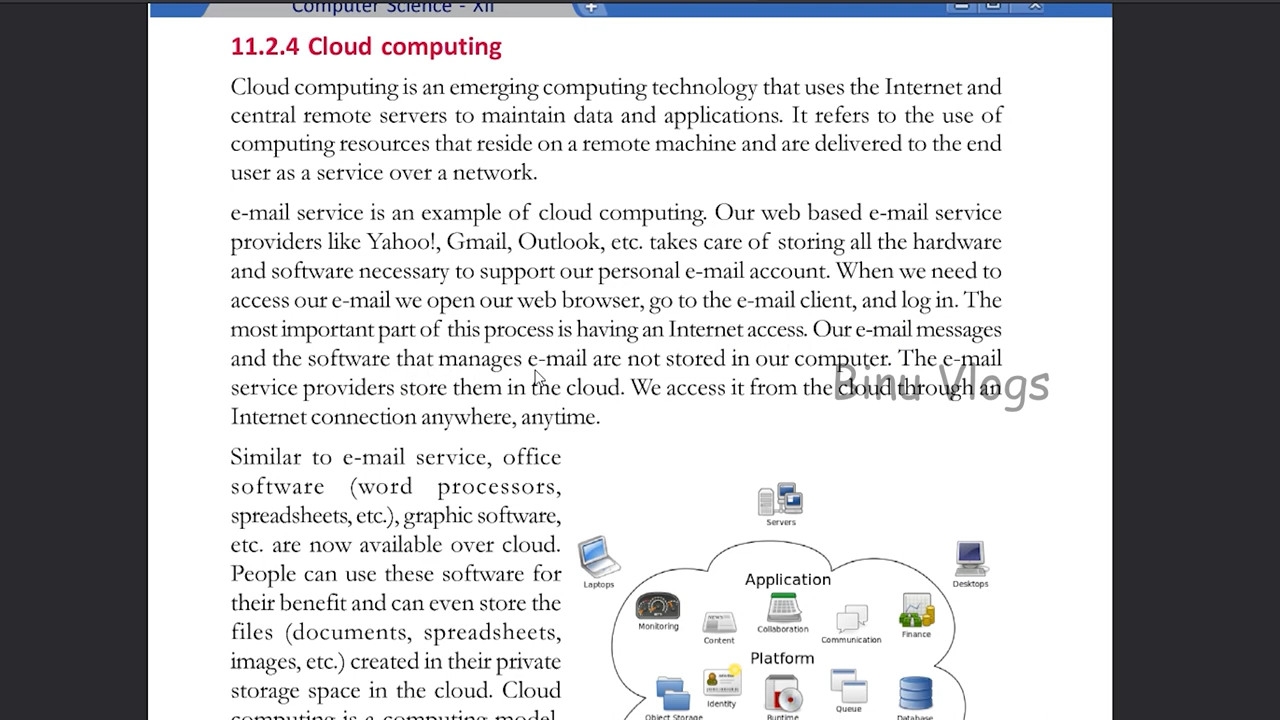 Computer Science - XII
11.2.4 Cloud computing
Cloud computing is an emerging computing technology that uses the Internet and
central remote servers to maintain data and applications. It refers to the use of
computing resources that reside on a remote machine and are delivered to the end
user as a service over a network.
e-mail service is an example of cloud computing. Our web based e-mail service
providers like Yahoo!, Gmail, Outlook, etc. takes care of storing all the hardware
and software necessary to support our personal e-mail account. When we need to
access our e-mail we open our web browser, go to the e-mail client, and log in. The
most important part of this process is having an Internet access. Our e-mail messages
and the software that manages e-mail are not stored in our computer. The e-mail
service providers store them in the cloud. We access it from the cloud through an
Internet connection anywhere, anytime.
Binu Vlogs
Similar to e-mail service, office
software (word processors,
spreadsheets, etc.), graphic software,
etc. are now available over cloud.
People can use these software for
their benefit and can even store the
files (documents, spreadsheets,
images, etc.) created in their private
storage space in the cloud. Cloud
computing is a computing model,
Servers
Laptops
Desktops
Application
Monitoring
Content
Collaboration
Communication
Finance
Platform
Object Storage
Identity
Runtime
Queue
Database